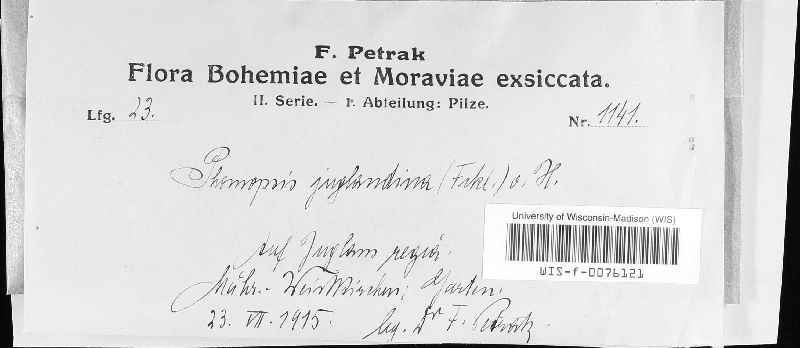 F. Petrak
Flora Bohemiae et Moraviae exsiccata.
II. Serie. — 1. Abteilung: Pilze.
Lfg. 23.
Nr. 1141.
Phomopsis juglandina (Fckl.) v. H.
University of Wisconsin-Madison (WIS)
WIS-f-0076121
Auf Juglans regia.
Mähr.-Weisskirchen; Garten.
23. VII. 1915. leg. Dr F. Petrak.